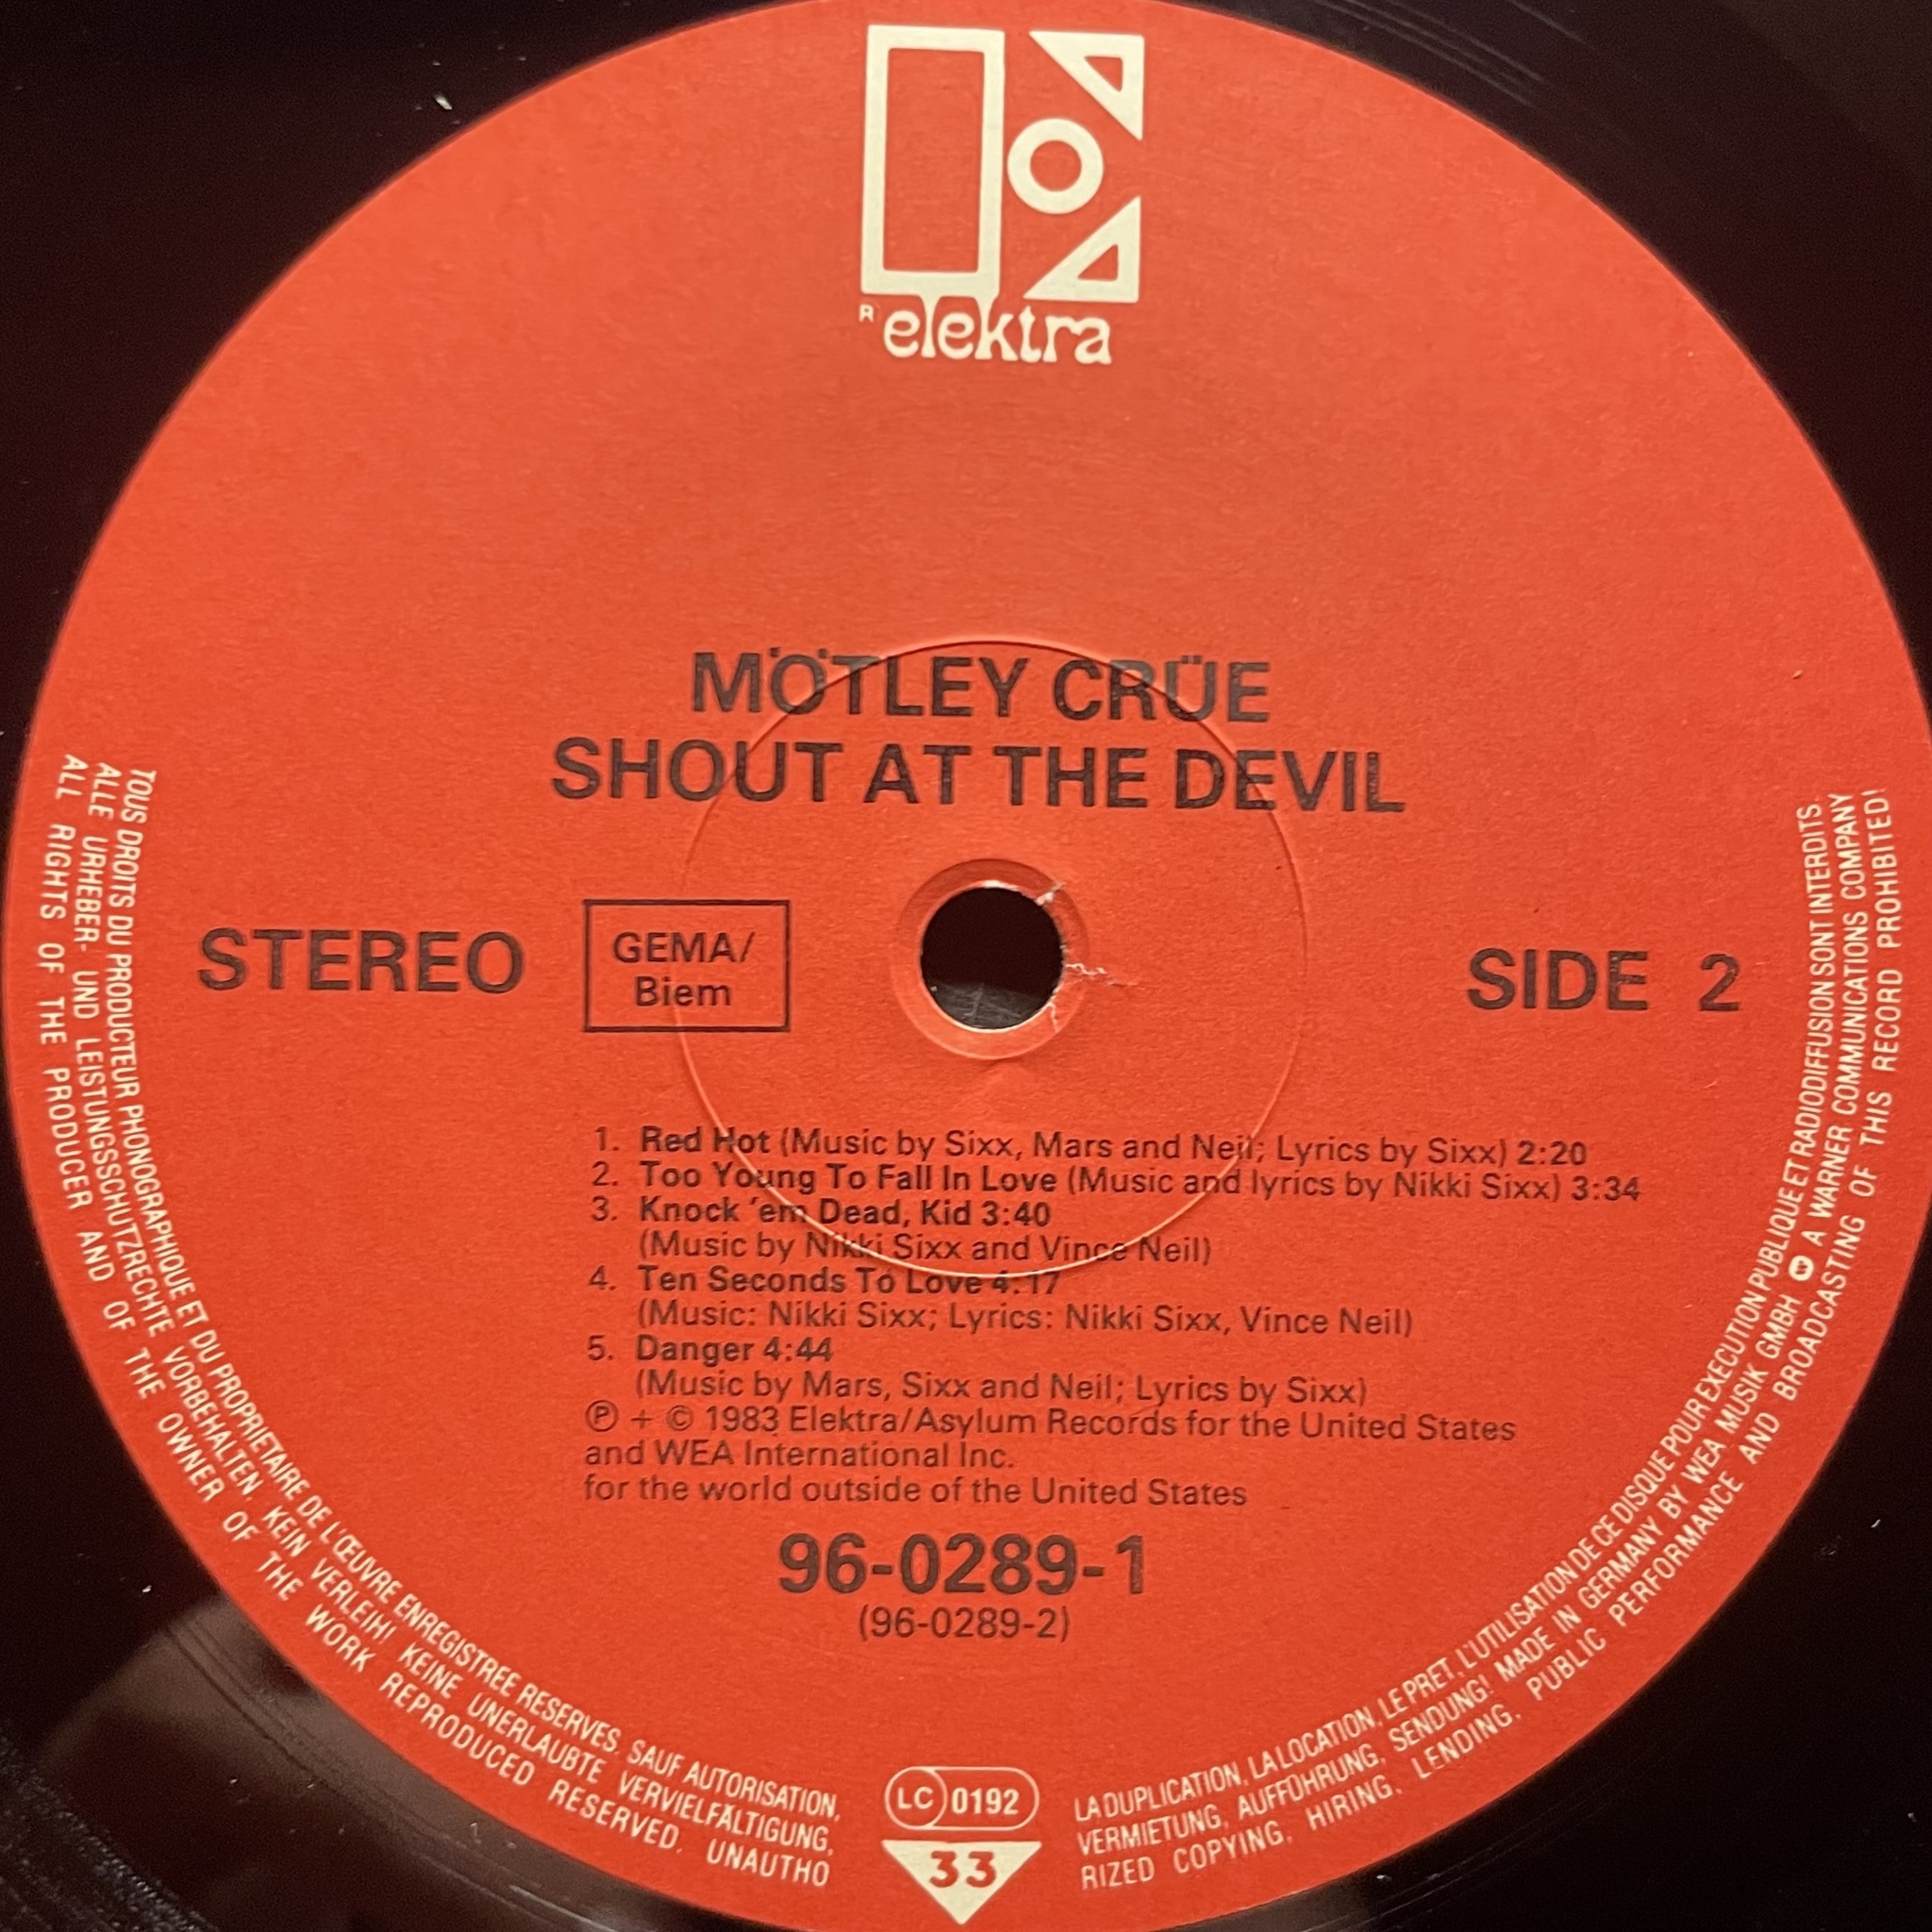 R elektra
MÖTLEY CRÜE
SHOUT AT THE DEVIL
STEREO
GEMA/
Biem
SIDE 2
1. Red Hot (Music by Sixx, Mars and Neil; Lyrics by Sixx) 2:20
2. Too Young To Fall In Love (Music and lyrics by Nikki Sixx) 3:34
3. Knock 'em Dead, Kid 3:40
(Music by Nikki Sixx and Vince Neil)
4. Ten Seconds To Love 4:17
(Music: Nikki Sixx; Lyrics: Nikki Sixx, Vince Neil)
5. Danger 4:44
(Music by Mars, Sixx and Neil; Lyrics by Sixx)
℗ + © 1983 Elektra/Asylum Records for the United States
and WEA International Inc.
for the world outside of the United States
96-0289-1
(96-0289-2)
TOUS DROITS DU PRODUCTEUR PHONOGRAPHIQUE ET DU PROPRIETAIRE DE L'ŒUVRE ENREGISTREE RESERVES. SAUF AUTORISATION,
ALLE URHEBER- UND LEISTUNGSSCHUTZRECHTE VORBEHALTEN. KEIN VERLEIH! KEINE UNERLAUBTE VERVIELFÄLTIGUNG,
ALL RIGHTS OF THE PRODUCER AND OF THE OWNER OF THE WORK REPRODUCED RESERVED. UNAUTHO
LC 0192
33
LA DUPLICATION, LA LOCATION, LE PRET, L'UTILISATION DE CE DISQUE POUR EXECUTION PUBLIQUE ET RADIODIFFUSION SONT INTERDITS.
VERMIETUNG, AUFFÜHRUNG, SENDUNG! MADE IN GERMANY BY WEA MUSIK GMBH W A WARNER COMMUNICATIONS COMPANY
RIZED COPYING, HIRING, LENDING, PUBLIC PERFORMANCE AND BROADCASTING OF THIS RECORD PROHIBITED!